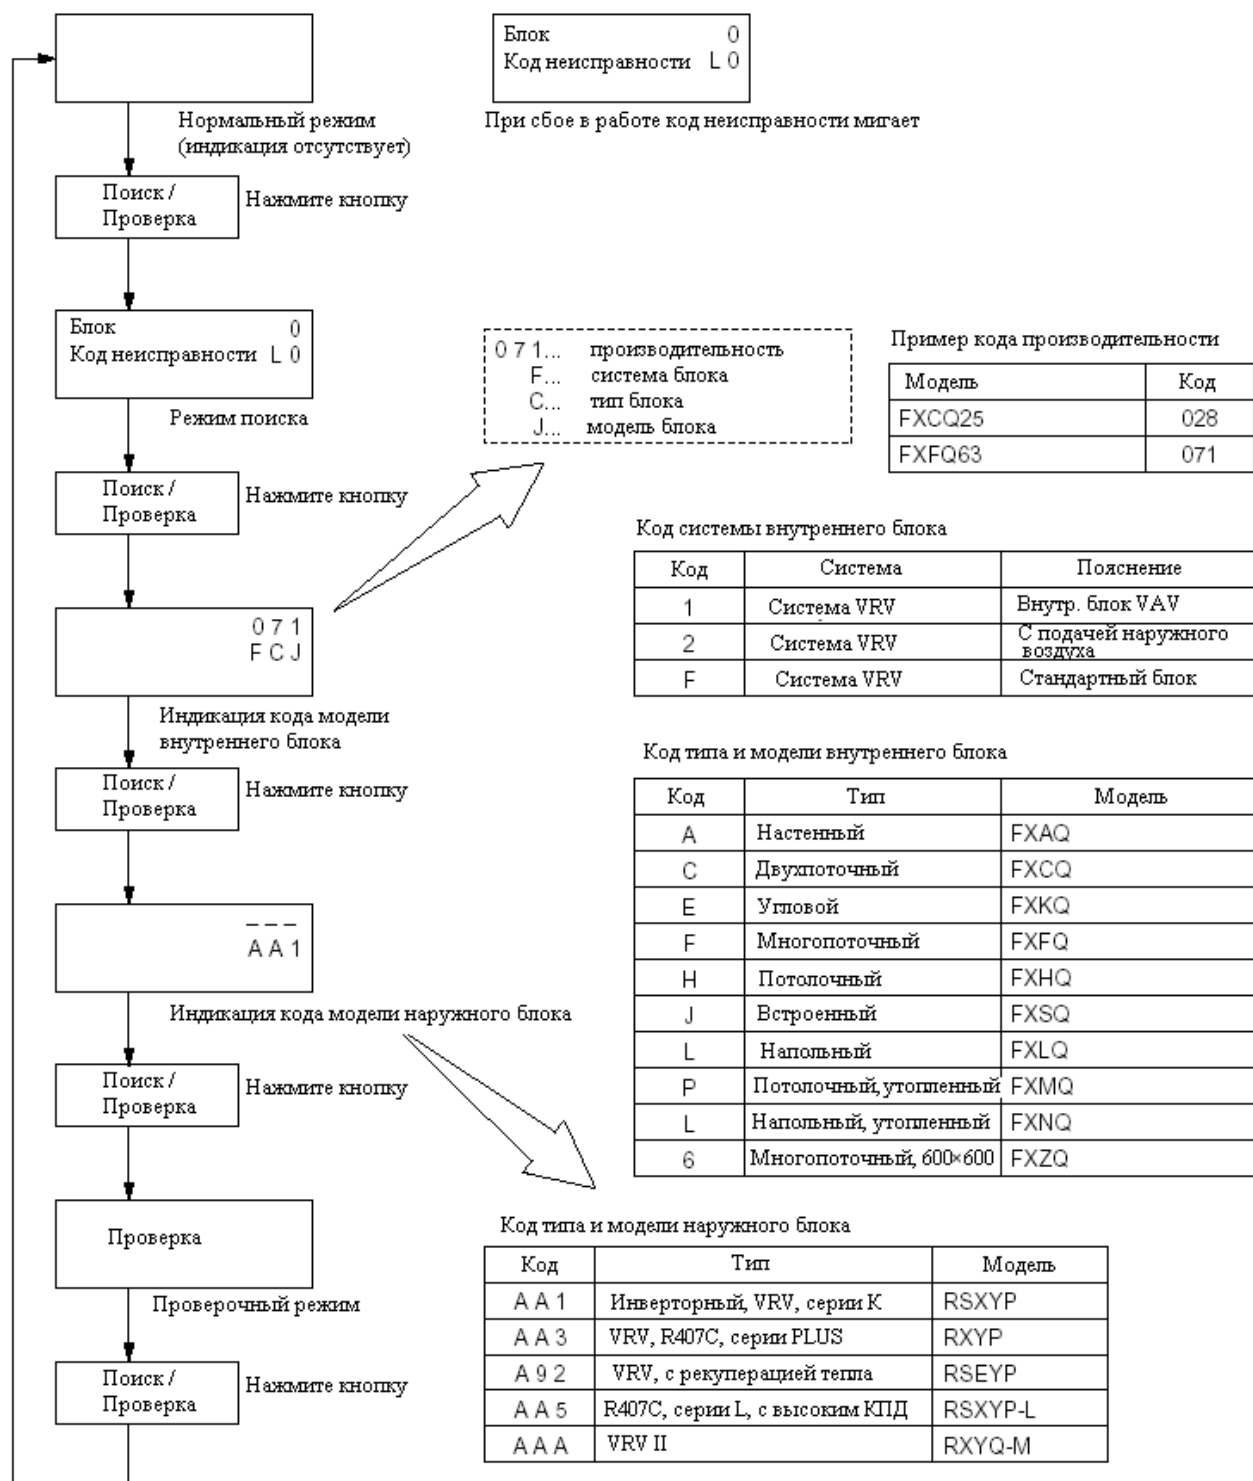 Блок 0
Код неисправности L 0
При сбое в работе код неисправности мигает
Нормальный режим
(индикация отсутствует)
Поиск /
Проверка
Нажмите кнопку
Блок 0
Код неисправности L 0
Режим поиска
Поиск /
Проверка
Нажмите кнопку
0 7 1
F C J
Индикация кода модели
внутреннего блока
Поиск /
Проверка
Нажмите кнопку
– – –
A A 1
Индикация кода модели наружного блока
Поиск /
Проверка
Нажмите кнопку
Проверка
Проверочный режим
Поиск /
Проверка
Нажмите кнопку
0 7 1... производительность
F... система блока
C... тип блока
J... модель блока
Пример кода производительности
Модель Код
FXCQ25 028
FXFQ63 071
Код системы внутреннего блока
Код Система Пояснение
1 Система VRV Внутр. блок VAV
2 Система VRV С подачей наружного
воздуха
F Система VRV Стандартный блок
Код типа и модели внутреннего блока
Код Тип Модель
A Настенный FXAQ
C Двухпоточный FXCQ
E Угловой FXKQ
F Многопоточный FXFQ
H Потолочный FXHQ
J Встроенный FXSQ
L Напольный FXLQ
P Потолочный, утопленный FXMQ
L Напольный, утопленный FXNQ
6 Многопоточный, 600×600 FXZQ
Код типа и модели наружного блока
Код Тип Модель
A A 1 Инверторный, VRV, серии K RSXYP
A A 3 VRV, R407C, серии PLUS RXYP
A 9 2 VRV, с рекуперацией тепла RSEYP
A A 5 R407C, серии L, с высоким КПД RSXYP-L
A A A VRV II RXYQ-M